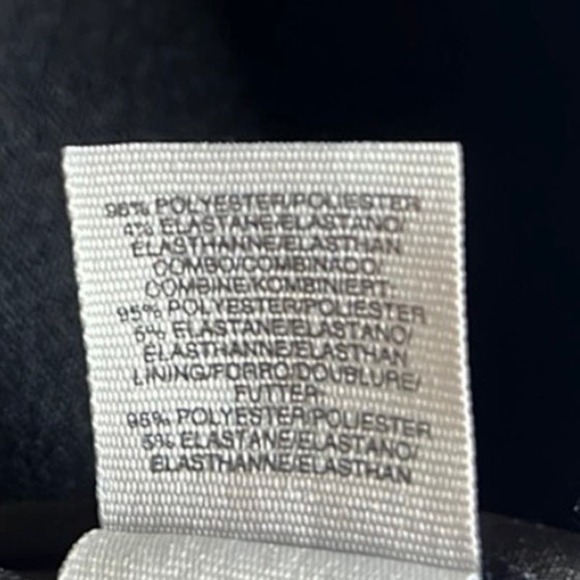 96% POLYESTER/POLIESTER
4% ELASTANE/ELASTANO/
ELASTHANNE/ELASTHAN
COMBO/COMBINADO/
COMBINE/KOMBINIERT:
95% POLYESTER/POLIESTER
5% ELASTANE/ELASTANO/
ELASTHANNE/ELASTHAN
LINING/FORRO/DOUBLURE/
FUTTER:
95% POLYESTER/POLIESTER
5% ELASTANE/ELASTANO/
ELASTHANNE/ELASTHAN